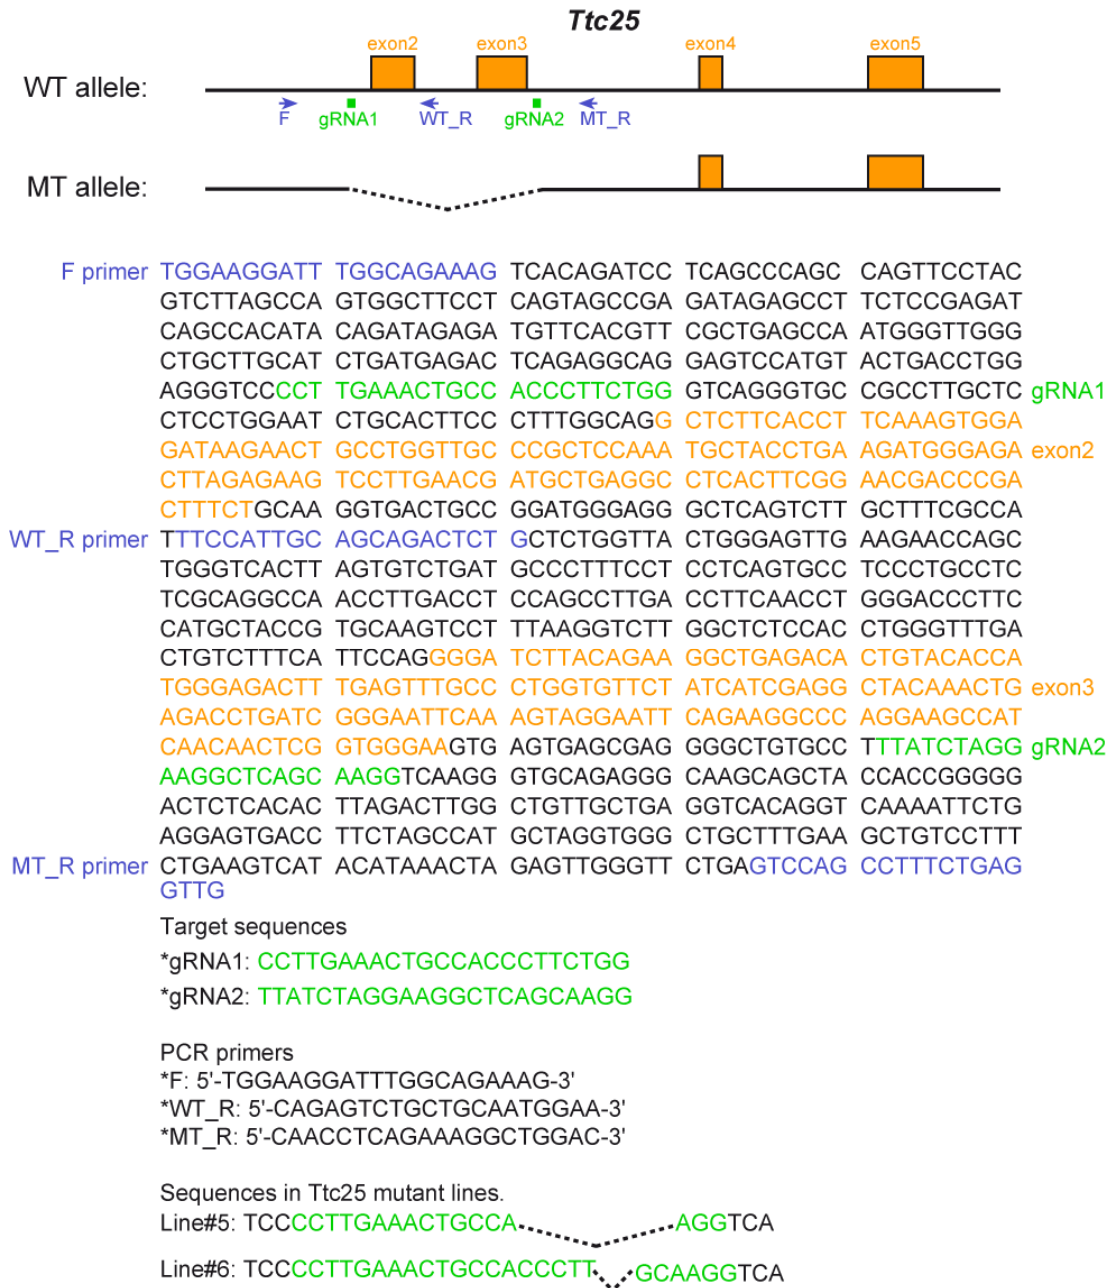 Ttc25
exon2 exon3 exon4 exon5
WT allele:
F gRNA1 WT_R gRNA2 MT_R
MT allele:
F primer TGGAAGGATT TGGCAGAAAG TCACAGATCC TCAGCCCAGC CAGTTCCTAC
GTCTTAGCCA GTGGCTTCCT CAGTAGCCGA GATAGAGCCT TCTCCGAGAT
CAGCCACATA CAGATAGAGA TGTTCACGTT CGCTGAGCCA ATGGGTTGGG
CTGCTTGCAT CTGATGAGAC TCAGAGGCAG GAGTCCATGT ACTGACCTGG
AGGGTCCCCT TGAAACTGCC ACCCTTCTGG GTCAGGGTGC CGCCTTGCTC gRNA1
CTCCTGGAAT CTGCACTTCC CTTTGGCAGG CTCTTCACCT TCAAAGTGGA
GATAAGAACT GCCTGGTTGC CCGCTCCAAA TGCTACCTGA AGATGGGAGA exon2
CTTAGAGAAG TCCTTGAACG ATGCTGAGGC CTCACTTCGG AACGACCCGA
CTTTCTGCAA GGTGACTGCC GGATGGGAGG GCTCAGTCTT GCTTTCGCCA
WT_R primer TTTCCATTGC AGCAGACTCT GCTCTGGTTA CTGGGAGTTG AAGAACCAGC
TGGGTCACTT AGTGTCTGAT GCCCTTTCCT CCTCAGTGCC TCCCTGCCTC
TCGCAGGCCA ACCTTGACCT CCAGCCTTGA CCTTCAACCT GGGACCCTTC
CATGCTACCG TGCAAGTCCT TTAAGGTCTT GGCTCTCCAC CTGGGTTTGA
CTGTCTTTCA TTCCAGGGGA TCTTACAGAA GGCTGAGACA CTGTACACCA
TGGGAGACTT TGAGTTTGCC CTGGTGTTCT ATCATCGAGG CTACAAACTG exon3
AGACCTGATC GGGAATTCAA AGTAGGAATT CAGAAGGCCC AGGAAGCCAT
CAACAACTCG GTGGGAAGTG AGTGAGCGAG GGGCTGTGCC TTTATCTAGG gRNA2
AAGGCTCAGC AAGGTCAAGG GTGCAGAGGG CAAGCAGCTA CCACCGGGGG
ACTCTCACAC TTAGACTTGG CTGTTGCTGA GGTCACAGGT CAAAATTCTG
AGGAGTGACC TTCTAGCCAT GCTAGGTGGG CTGCTTTGAA GCTGTCCTTT
MT_R primer CTGAAGTCAT ACATAAACTA GAGTTGGGTT CTGAGTCCAG CCTTTCTGAG
GTTG
Target sequences
*gRNA1: CCTTGAAACTGCCACCCTTCTGG
*gRNA2: TTATCTAGGAAGGCTCAGCAAGG
PCR primers
*F: 5'-TGGAAGGATTTGGCAGAAAG-3'
*WT_R: 5'-CAGAGTCTGCTGCAATGGAA-3'
*MT_R: 5'-CAACCTCAGAAAGGCTGGAC-3'
Sequences in Ttc25 mutant lines.
Line#5: TCCCCTTGAAACTGCCA AGGTCA
Line#6: TCCCCTTGAAACTGCCACCCTT GCAAGGTCA